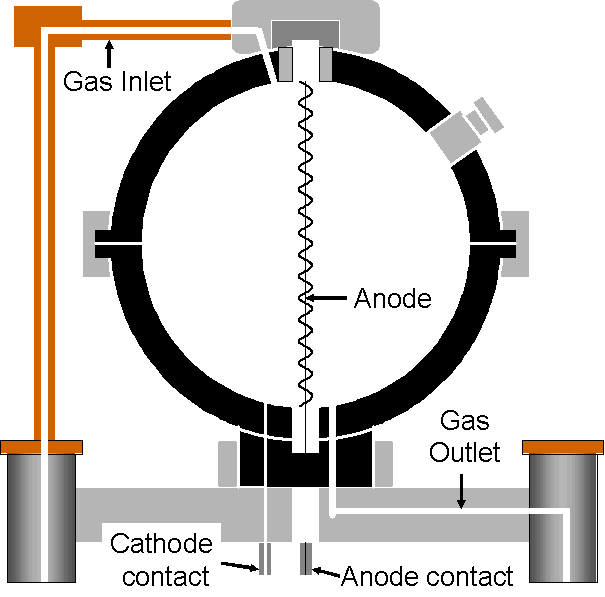 Gas Inlet
Anode
Gas
Outlet
Cathode
contact
Anode contact